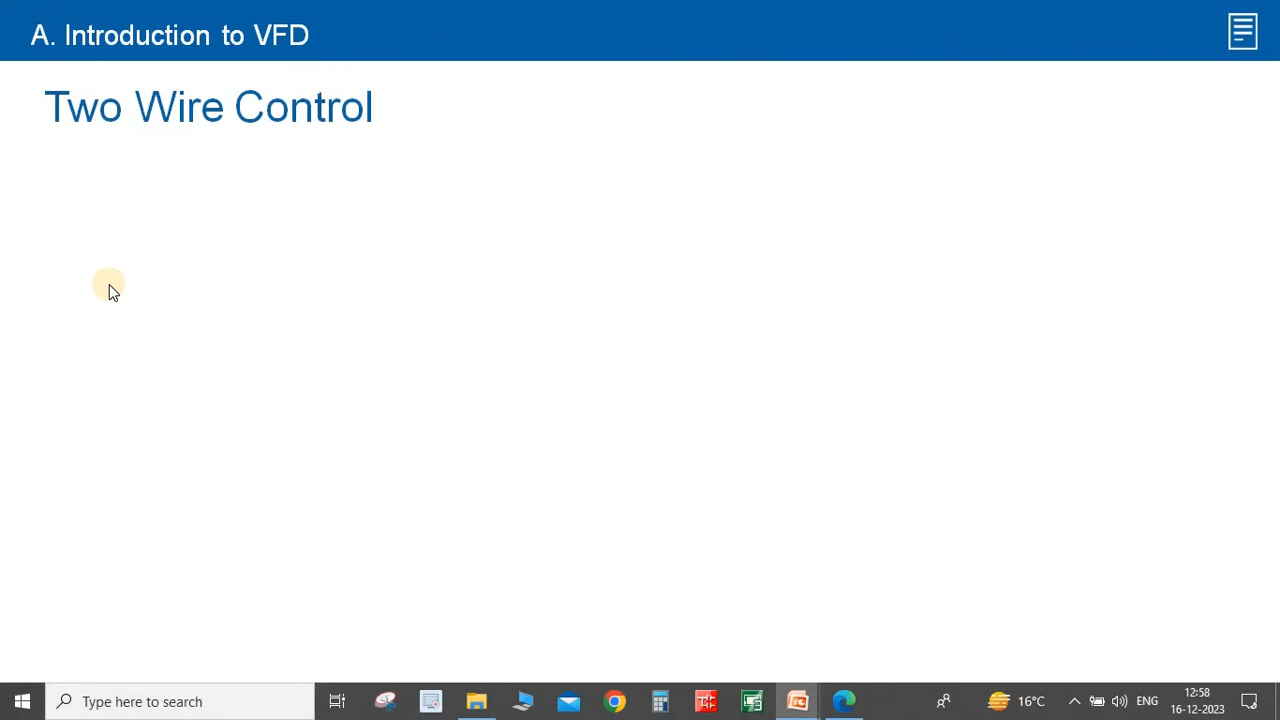 A. Introduction to VFD
Two Wire Control
Type here to search
16°C
ENG
12:58
16-12-2023